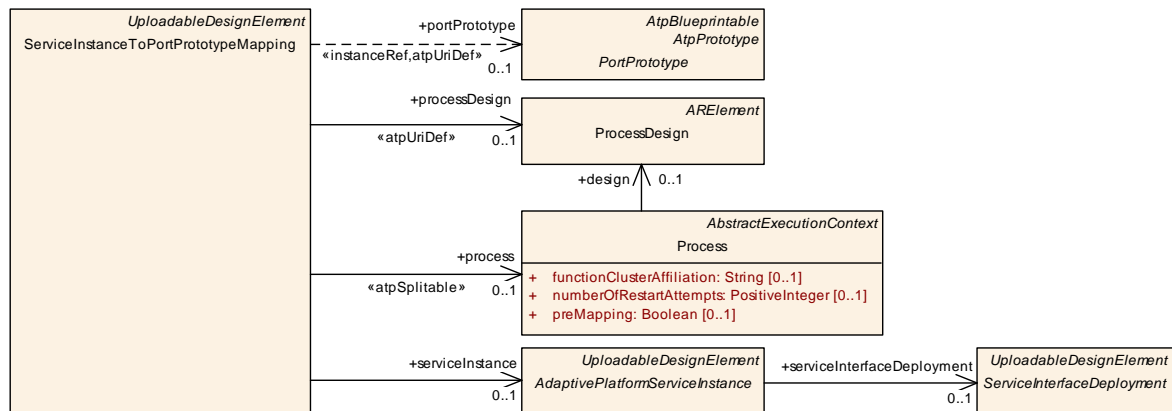 UploadableDesignElement
ServiceInstanceToPortPrototypeMapping
+portPrototype
«instanceRef,atpUriDef»
0..1
AtpBlueprintable
AtpPrototype
PortPrototype
+processDesign
«atpUriDef»
0..1
ARElement
ProcessDesign
+design
0..1
+process
«atpSplitable»
0..1
AbstractExecutionContext
Process
+ functionClusterAffiliation: String [0..1]
+ numberOfRestartAttempts: PositiveInteger [0..1]
+ preMapping: Boolean [0..1]
+serviceInstance
0..1
UploadableDesignElement
AdaptivePlatformServiceInstance
+serviceInterfaceDeployment
0..1
UploadableDesignElement
ServiceInterfaceDeployment